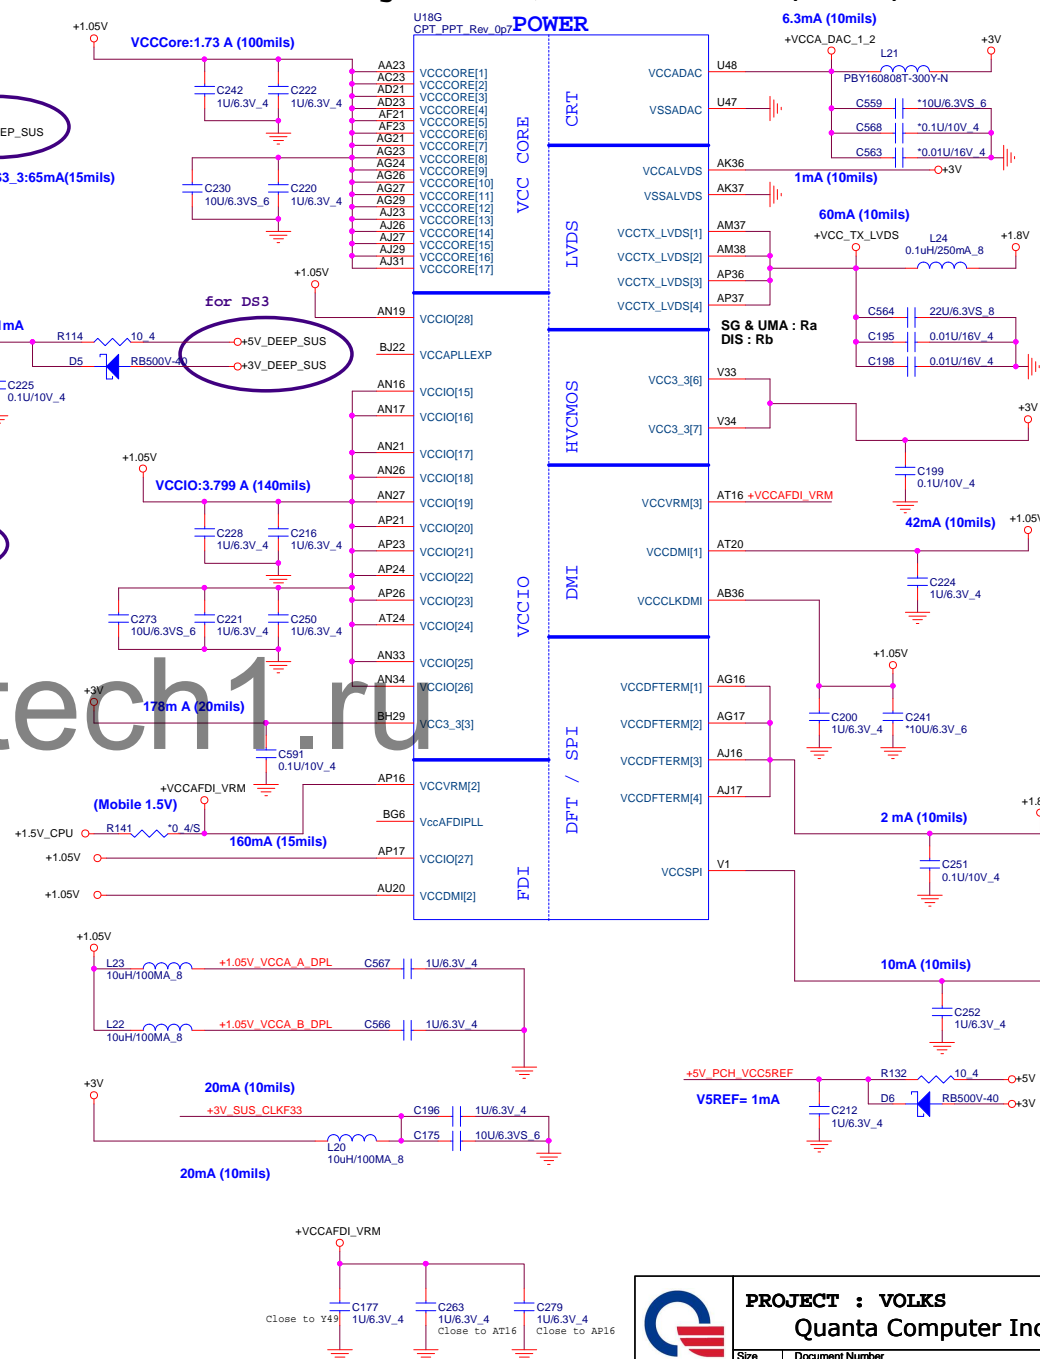 U18G
CPT_PPT_Rev_0p7
POWER
+1.05V
VCCCore:1.73 A (100mils)
C242
1U/6.3V_4
C222
1U/6.3V_4
C230
10U/6.3VS_6
C220
1U/6.3V_4
EP_SUS
S3_3:65mA(15mils)
AA23 VCCCORE[1]
AC23 VCCCORE[2]
AD21 VCCCORE[3]
AD23 VCCCORE[4]
AF21 VCCCORE[5]
AF23 VCCCORE[6]
AG21 VCCCORE[7]
AG23 VCCCORE[8]
AG24 VCCCORE[9]
AG26 VCCCORE[10]
AG27 VCCCORE[11]
AG29 VCCCORE[12]
AJ23 VCCCORE[13]
AJ26 VCCCORE[14]
AJ27 VCCCORE[15]
AJ29 VCCCORE[16]
AJ31 VCCCORE[17]
VCC CORE
+1.05V
AN19 VCCIO[28]
for DS3
1mA
R114 10_4 +5V_DEEP_SUS
D5 RB500V-40 +3V_DEEP_SUS
C225
0.1U/10V_4
BJ22 VCCAPLLEXP
AN16 VCCIO[15]
AN17 VCCIO[16]
AN21 VCCIO[17]
AN26 VCCIO[18]
AN27 VCCIO[19]
AP21 VCCIO[20]
AP23 VCCIO[21]
AP24 VCCIO[22]
AP26 VCCIO[23]
AT24 VCCIO[24]
AN33 VCCIO[25]
AN34 VCCIO[26]
BH29 VCC3_3[3]
VCCIO
+1.05V
VCCIO:3.799 A (140mils)
C228
1U/6.3V_4
C216
1U/6.3V_4
C273
10U/6.3VS_6
C221
1U/6.3V_4
C250
1U/6.3V_4
tech1.ru
+3V
178m A (20mils)
C591
0.1U/10V_4
+VCCAFDI_VRM
(Mobile 1.5V)
+1.5V_CPU R141 *0_4/S
160mA (15mils)
+1.05V
+1.05V
AP16 VCCVRM[2]
BG6 VccAFDIPLL
AP17 VCCIO[27]
AU20 VCCDMI[2]
FDI
6.3mA (10mils)
+VCCA_DAC_1_2
L21
PBY160808T-300Y-N
+3V
C559 *10U/6.3VS_6
C568 *0.1U/10V_4
C563 *0.01U/16V_4
CRT
VCCADAC U48
VSSADAC U47
LVDS
VCCALVDS AK36 +3V
1mA (10mils)
VSSALVDS AK37
VCCTX_LVDS[1] AM37
VCCTX_LVDS[2] AM38
VCCTX_LVDS[3] AP36
VCCTX_LVDS[4] AP37
60mA (10mils)
+VCC_TX_LVDS
L24
0.1uH/250mA_8
+1.8V
C564 22U/6.3VS_8
C195 0.01U/16V_4
C198 0.01U/16V_4
SG & UMA : Ra
DIS : Rb
HVCMOS
VCC3_3[6] V33
VCC3_3[7] V34
+3V
C199
0.1U/10V_4
DMI
VCCVRM[3] AT16 +VCCAFDI_VRM
42mA (10mils)
+1.05V
VCCDMI[1] AT20
C224
1U/6.3V_4
VCCCLKDMI AB36
+1.05V
C200
1U/6.3V_4
C241
*10U/6.3V_6
DFT / SPI
VCCDFTERM[1] AG16
VCCDFTERM[2] AG17
VCCDFTERM[3] AJ16
VCCDFTERM[4] AJ17
+1.8
2 mA (10mils)
C251
0.1U/10V_4
VCCSPI V1
10mA (10mils)
C252
1U/6.3V_4
+1.05V
L23
10uH/100MA_8
+1.05V_VCCA_A_DPL C567 1U/6.3V_4
L22
10uH/100MA_8
+1.05V_VCCA_B_DPL C566 1U/6.3V_4
+3V
20mA (10mils)
+3V_SUS_CLKF33 C196 1U/6.3V_4
L20
10uH/100MA_8
C175 10U/6.3VS_6
20mA (10mils)
+5V_PCH_VCC5REF R132 10_4 +5V
V5REF= 1mA
D6 RB500V-40 +3V
C212
1U/6.3V_4
+VCCAFDI_VRM
C177
1U/6.3V_4
Close to Y49
C263
1U/6.3V_4
Close to AT16
C279
1U/6.3V_4
Close to AP16
PROJECT : VOLKS
Quanta Computer Inc
Size Document Number